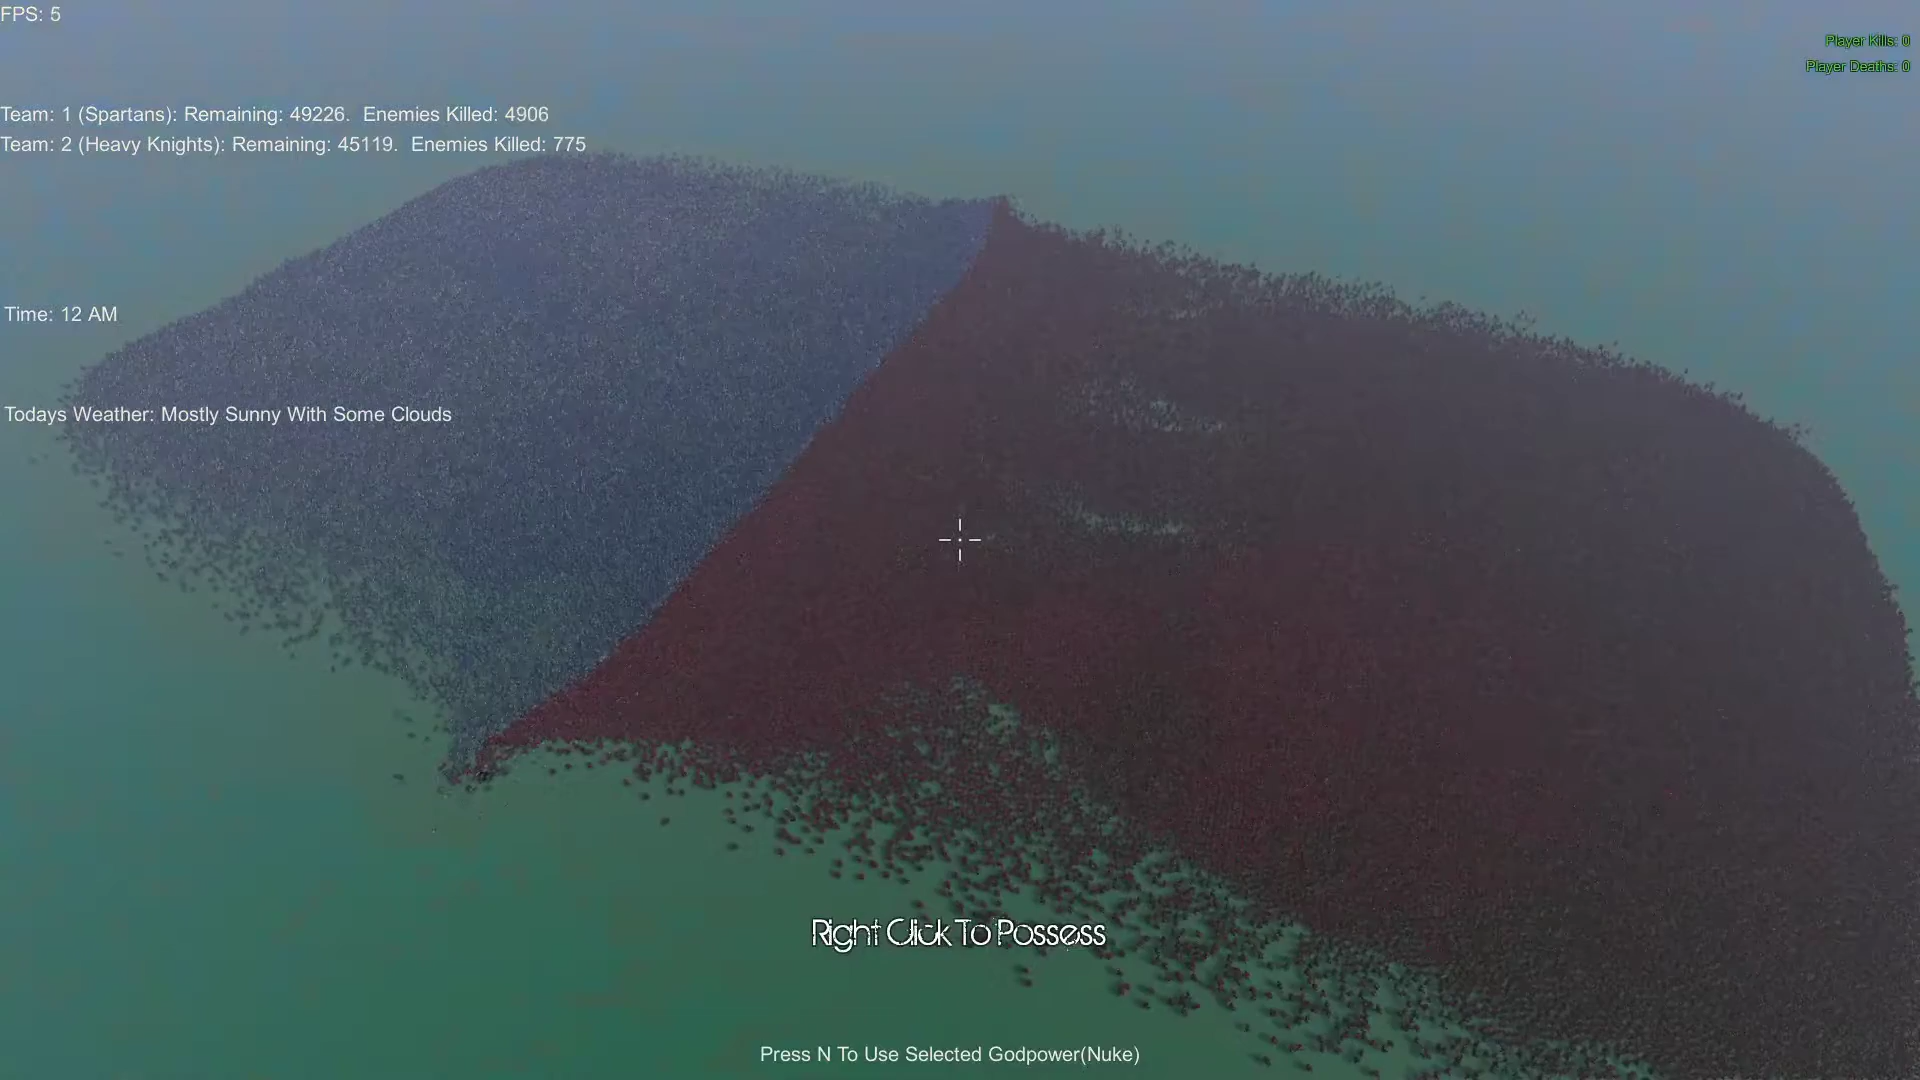 FPS: 5
Player Kills: 0
Player Deaths: 0
Team: 1 (Spartans): Remaining: 49226.  Enemies Killed: 4906
Team: 2 (Heavy Knights): Remaining: 45119.  Enemies Killed: 775
Time: 12 AM
Todays Weather: Mostly Sunny With Some Clouds
Right Click To Possess
Press N To Use Selected Godpower(Nuke)